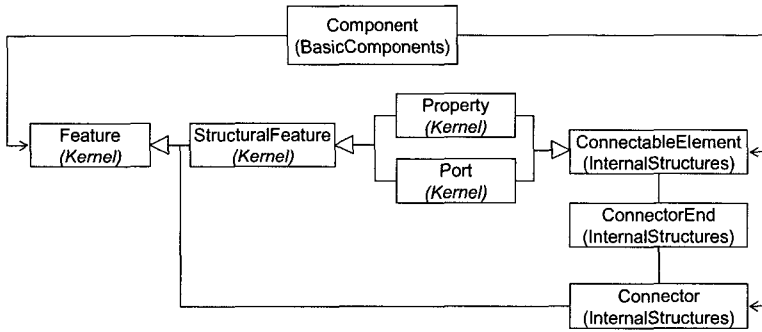 Component
(BasicComponents)
Feature
(Kernel)
StructuralFeature
(Kernel)
Property
(Kernel)
Port
(Kernel)
ConnectableElement
(InternalStructures)
ConnectorEnd
(InternalStructures)
Connector
(InternalStructures)